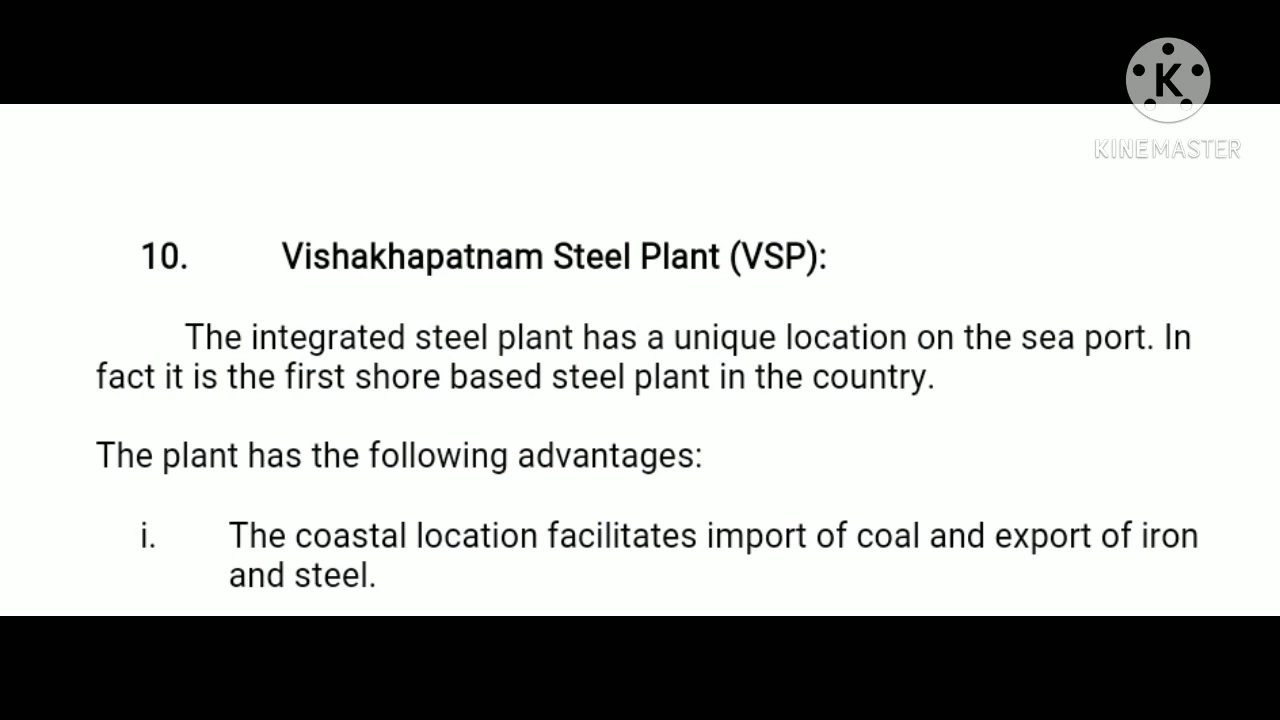 K
KINEMASTER
10. Vishakhapatnam Steel Plant (VSP):
The integrated steel plant has a unique location on the sea port. In
fact it is the first shore based steel plant in the country.
The plant has the following advantages:
i. The coastal location facilitates import of coal and export of iron
and steel.